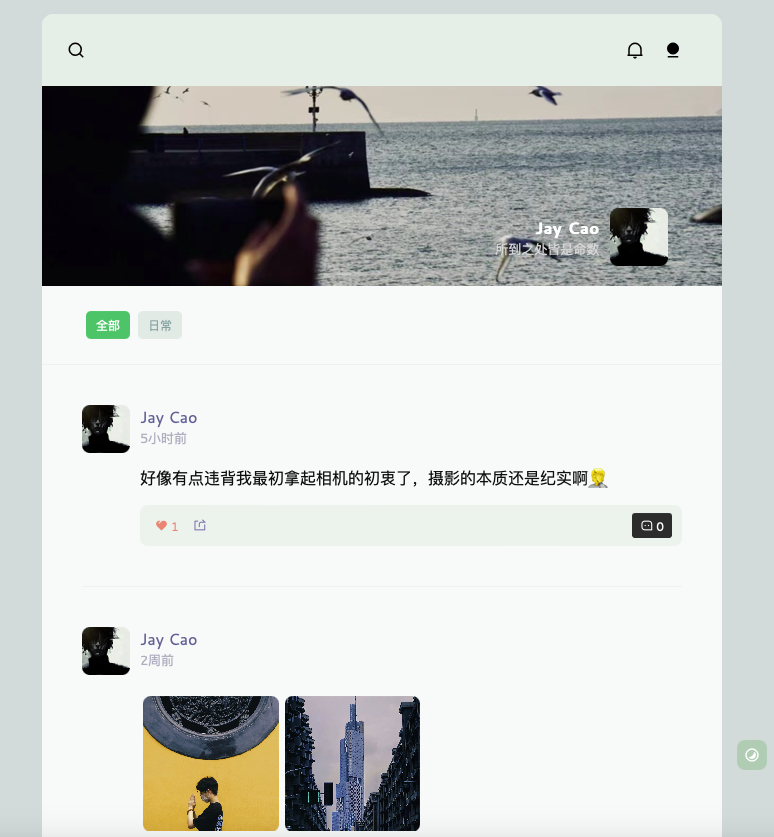 Jay Cao
所到之处皆是命数
全部 日常
Jay Cao
5小时前
好像有点违背我最初拿起相机的初衷了，摄影的本质还是纪实啊🤦
1 0
Jay Cao
2周前